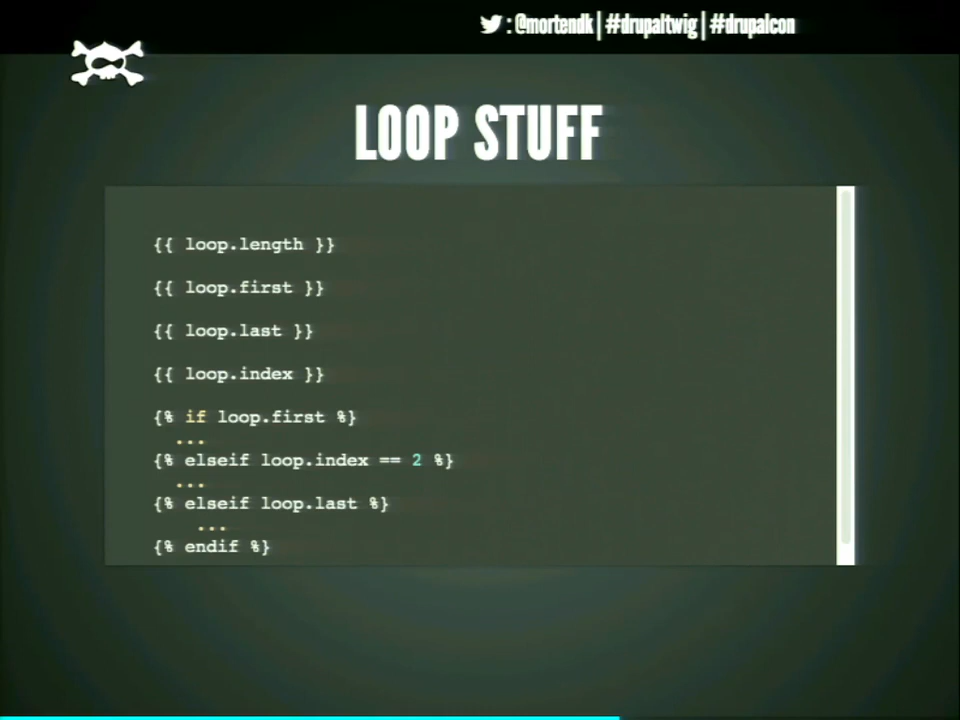 : @mortendk | #drupaltwig | #drupalcon
LOOP STUFF
{{ loop.length }}
{{ loop.first }}
{{ loop.last }}
{{ loop.index }}
{% if loop.first %}
...
{% elseif loop.index == 2 %}
...
{% elseif loop.last %}
...
{% endif %}